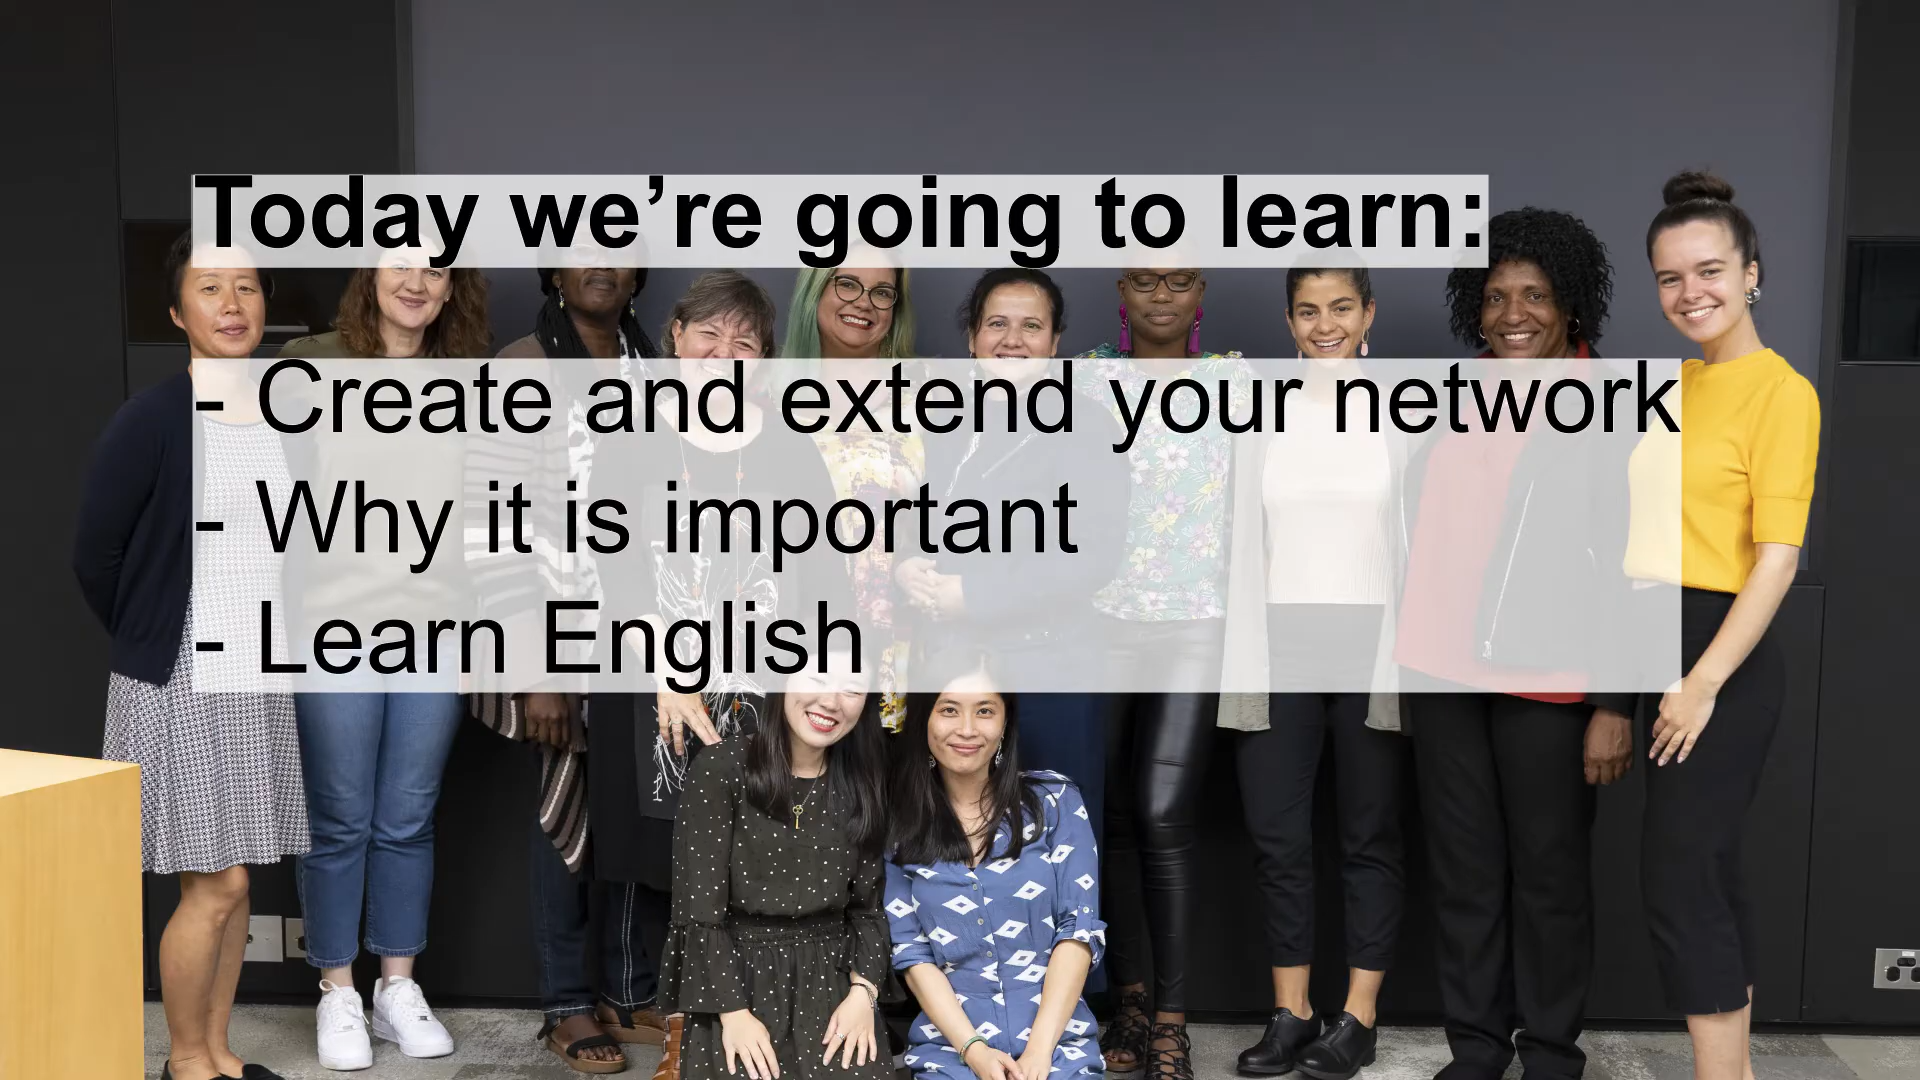 Today we’re going to learn:
- Create and extend your network
- Why it is important
- Learn English